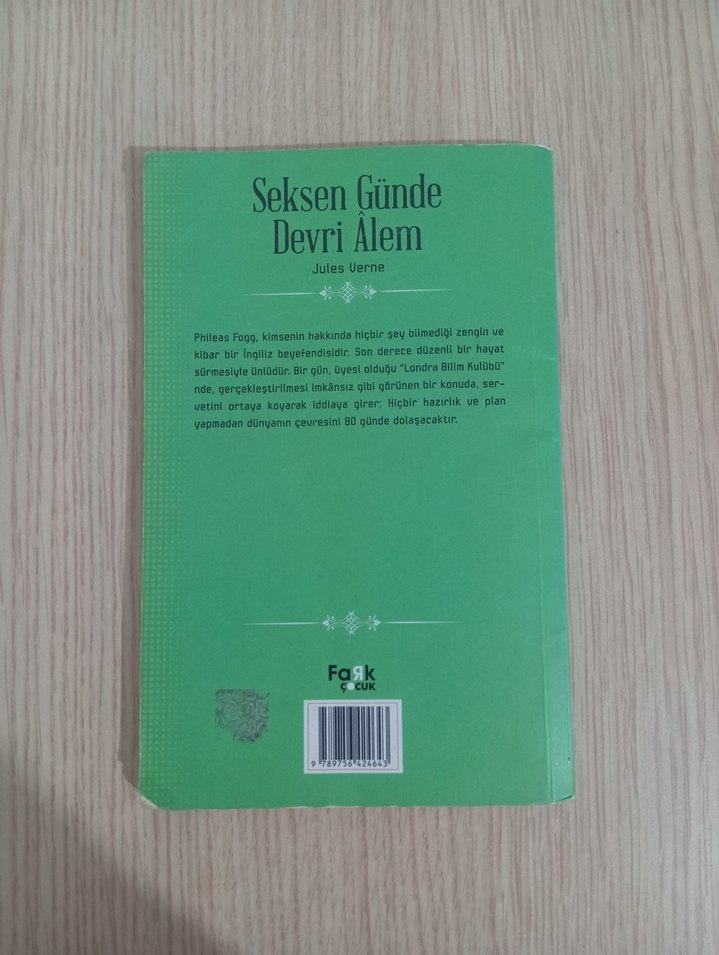 Seksen Günde
Devri Âlem
Jules Verne
Phileas Fogg, kimsenin hakkında hiçbir şey bilmediği zengin ve
kibar bir İngiliz beyefendisidir. Son derece düzenli bir hayat
sürmesiyle ünlüdür. Bir gün, üyesi olduğu “Londra Bilim Kulübü”
nde, gerçekleştirilmesi imkânsız gibi görünen bir konuda, ser-
vetini ortaya koyarak iddiaya girer: Hiçbir hazırlık ve plan
yapmadan dünyanın çevresini 80 günde dolaşacaktır.
Fark
çocuk
9 789756 424643